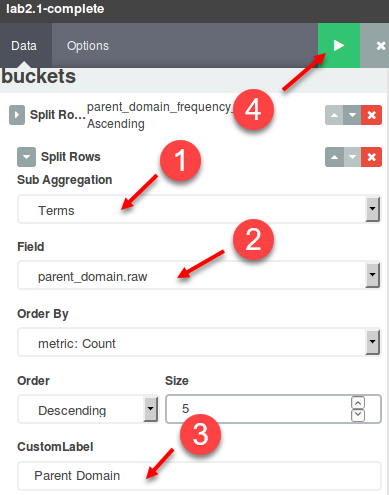 lab2.1-complete
Data Options
buckets
4
Split Ro... parent_domain_frequency_
Ascending
Split Rows
Sub Aggregation
1
Terms
Field
2
parent_domain.raw
Order By
metric: Count
Order Size
Descending 5
CustomLabel
3
Parent Domain